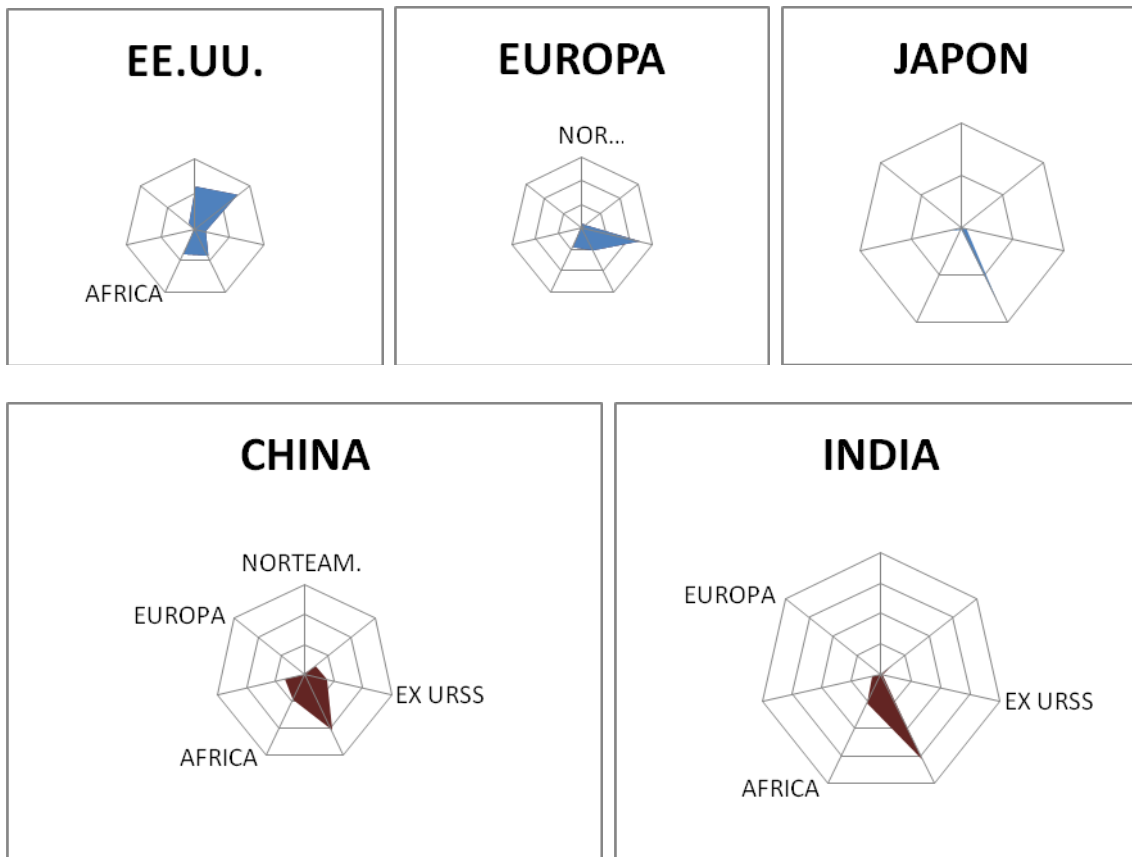 EE.UU.
AFRICA
EUROPA
NOR...
JAPON
CHINA
NORTEAM.
EUROPA
EX URSS
AFRICA
INDIA
EUROPA
EX URSS
AFRICA